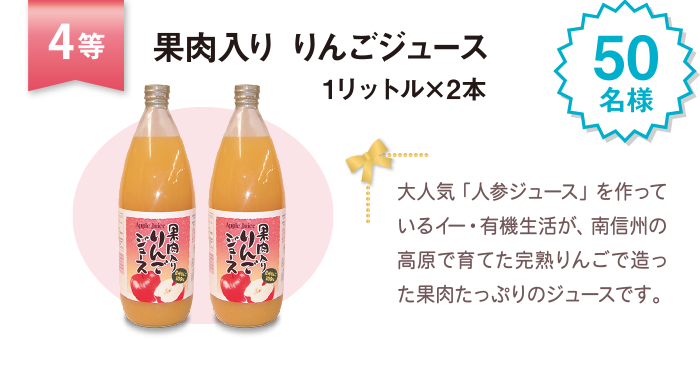 4等
果肉入り りんごジュース
1リットル×2本
50
名様
大人気「人参ジュース」を作って
いるイー・有機生活が、南信州の
高原で育てた完熟りんごで造っ
た果肉たっぷりのジュースです。
Apple Juice
果肉入り
りんご
ジュース
Apple Juice
果肉入り
りんご
ジュース